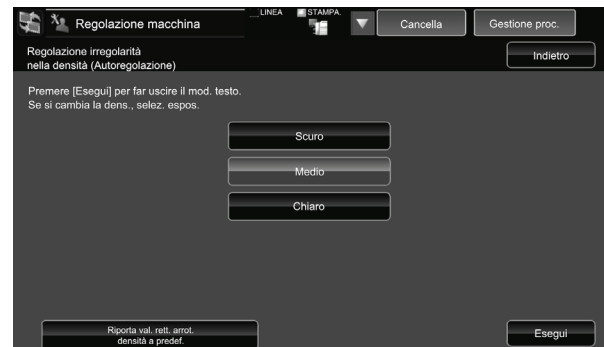 Regolazione macchina
LINEA
STAMPA.
Cancella
Gestione proc.
Regolazione irregolarità
nella densità (Autoregolazione)
Indietro
Premere [Esegui] per far uscire il mod. testo.
Se si cambia la dens., selez. espos.
Scuro
Medio
Chiaro
Riporta val. rett. arrot.
densità a predef.
Esegui